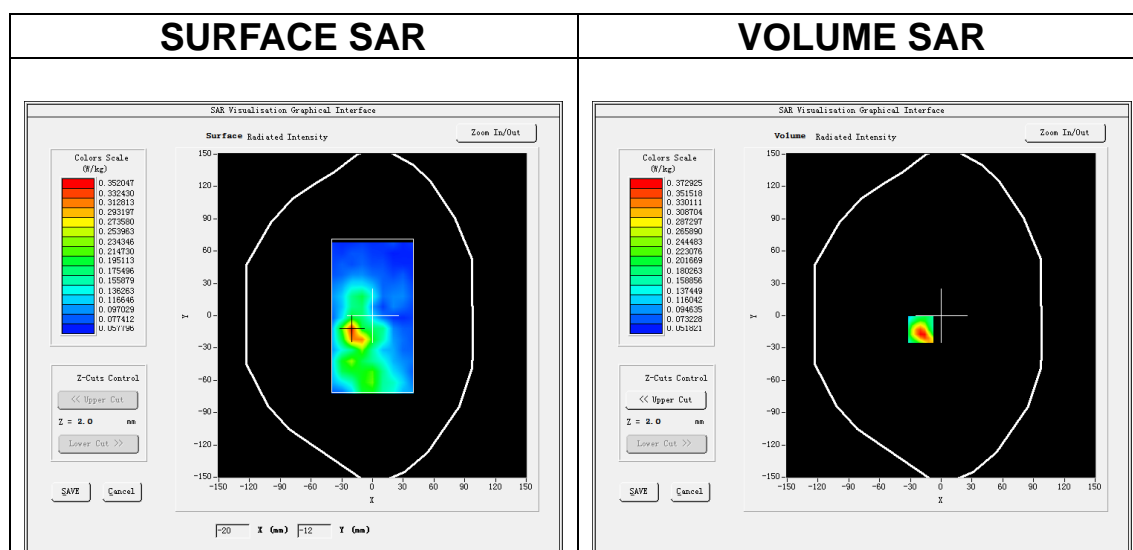 SURFACE SAR
VOLUME SAR
SAR Visualisation Graphical Interface
Surface Radiated Intensity
Zoom In/Out
Colors Scale
(W/kg)
0.352047
0.332430
0.312813
0.293197
0.273580
0.253963
0.234346
0.214730
0.195113
0.175496
0.155879
0.136263
0.116646
0.097029
0.077412
0.057796
Z-Cuts Control
<< Upper Cut
Z = 2.0 mm
Lower Cut >>
SAVE Cancel
150
120
90
60
30
0
-30
-60
-90
-120
-150
Y
-150 -120 -90 -60 -30 0 30 60 90 120 150
X
-20 X (mm) -12 Y (mm)
SAR Visualisation Graphical Interface
Volume Radiated Intensity
Zoom In/Out
Colors Scale
(W/kg)
0.372925
0.351518
0.330111
0.308704
0.287297
0.265890
0.244483
0.223076
0.201669
0.180263
0.158856
0.137449
0.116042
0.094635
0.073228
0.051821
Z-Cuts Control
<< Upper Cut
Z = 2.0 mm
Lower Cut >>
SAVE Cancel
150
120
90
60
30
0
-30
-60
-90
-120
-150
Y
-150 -120 -90 -60 -30 0 30 60 90 120 150
X